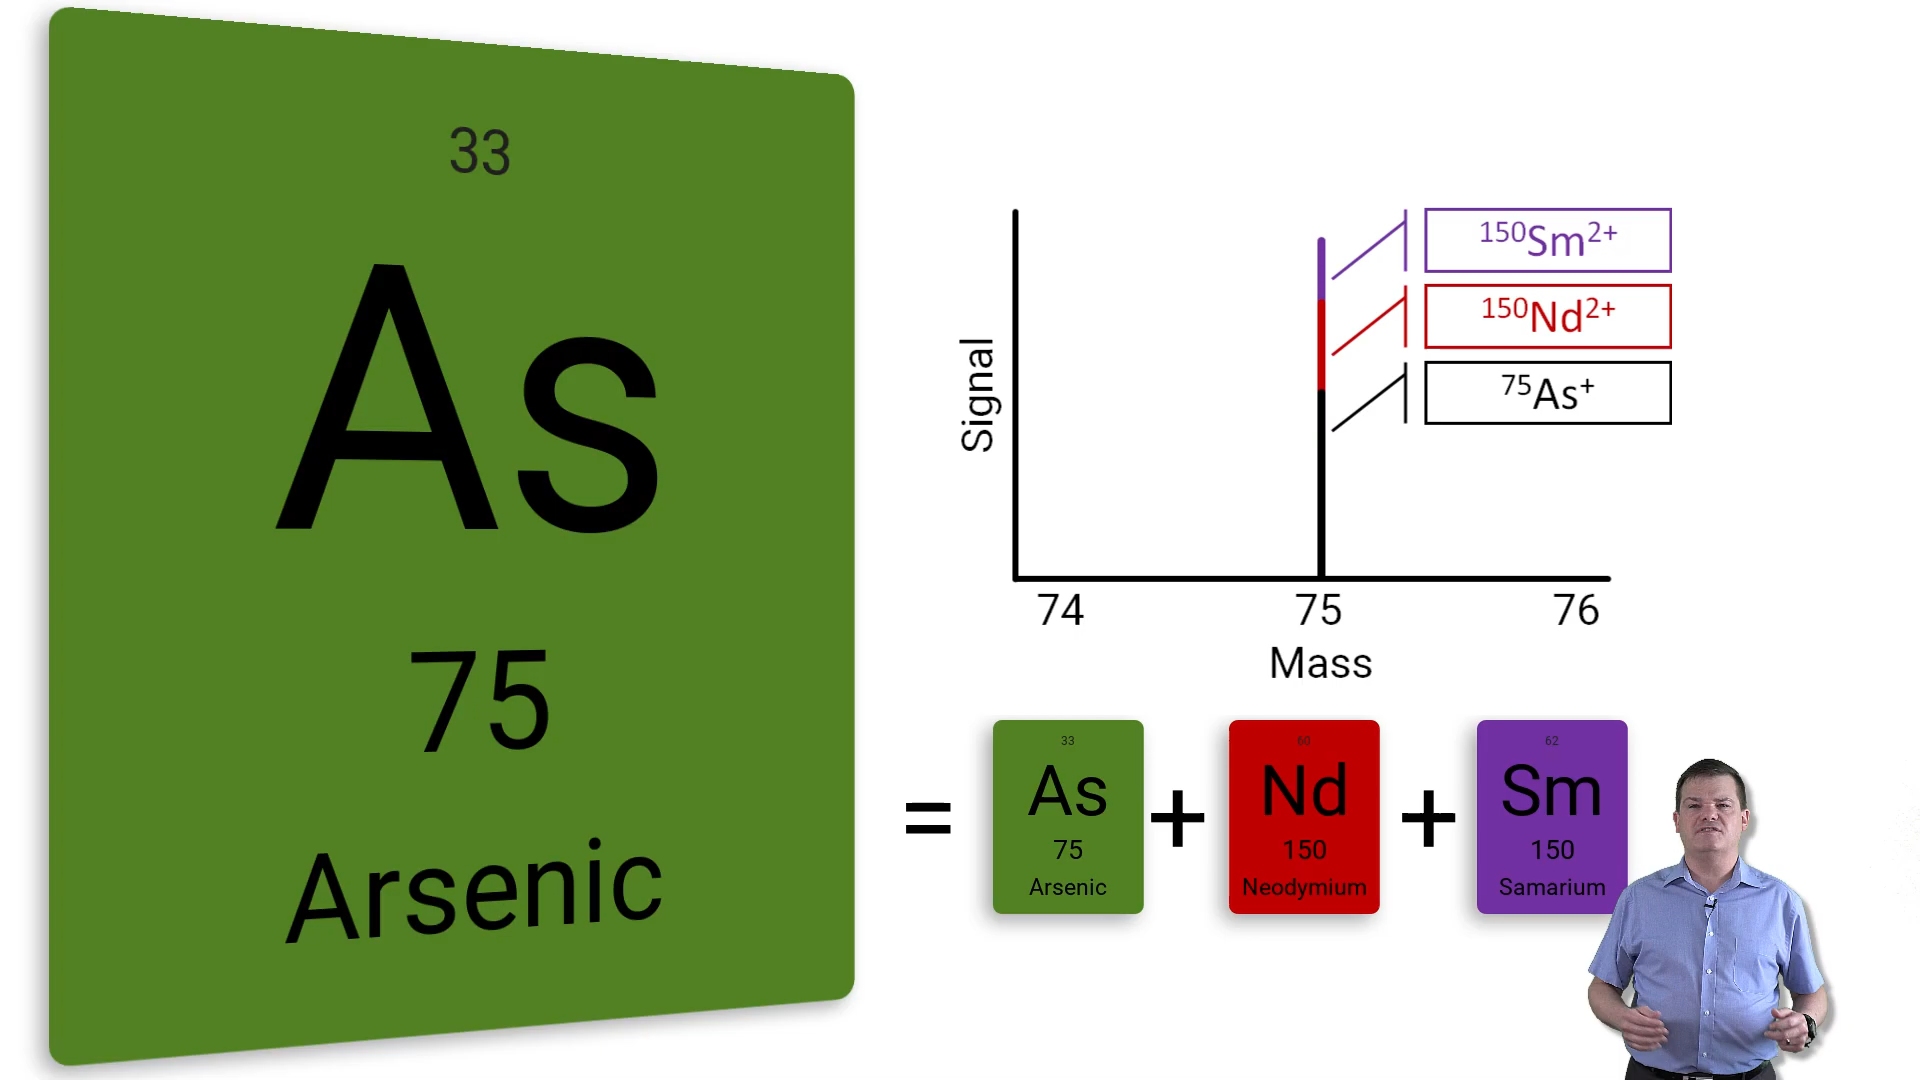 33
As
75
Arsenic
Signal
150Sm2+
150Nd2+
75As+
74 75 76
Mass
=
33
As
75
Arsenic
+
60
Nd
150
Neodymium
+
62
Sm
150
Samarium